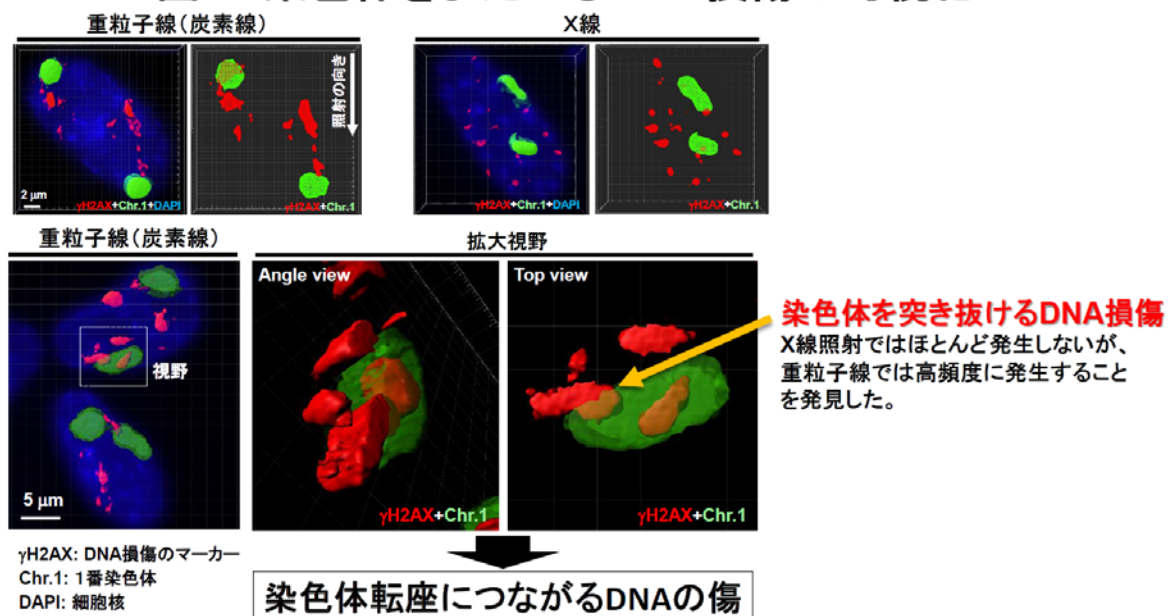 重粒子線(炭素線)
X線
照射の向き
2 μm
γH2AX+Chr.1+DAPI
γH2AX+Chr.1
γH2AX+Chr.1+DAPI
γH2AX+Chr.1
重粒子線(炭素線)
拡大視野
視野
5 μm
Angle view
γH2AX+Chr.1
Top view
γH2AX+Chr.1
染色体を突き抜けるDNA損傷
X線照射ではほとんど発生しないが、
重粒子線では高頻度に発生すること
を発見した。
γH2AX: DNA損傷のマーカー
Chr.1: 1番染色体
DAPI: 細胞核
染色体転座につながるDNAの傷